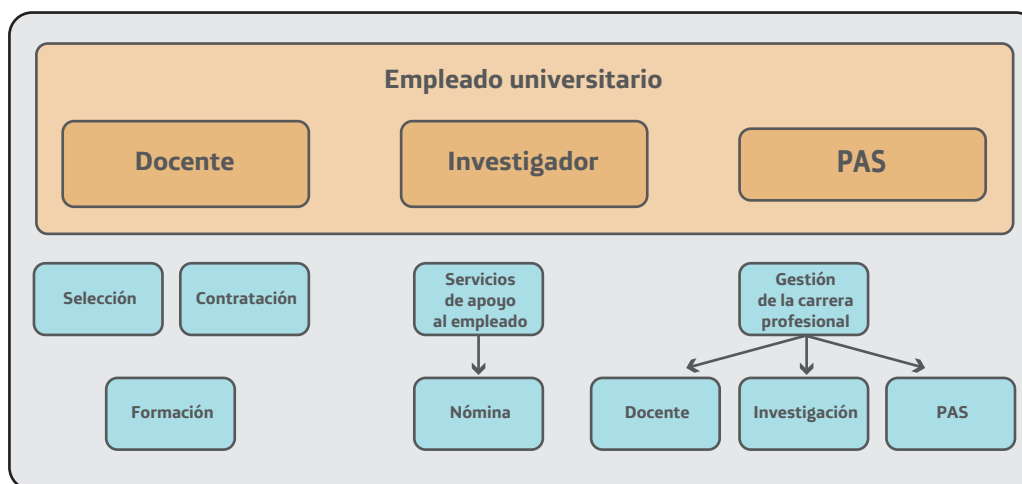 Empleado universitario
Docente
Investigador
PAS
Selección
Contratación
Servicios
de apoyo
al empleado
Gestión
de la carrera
profesional
Formación
Nómina
Docente
Investigación
PAS